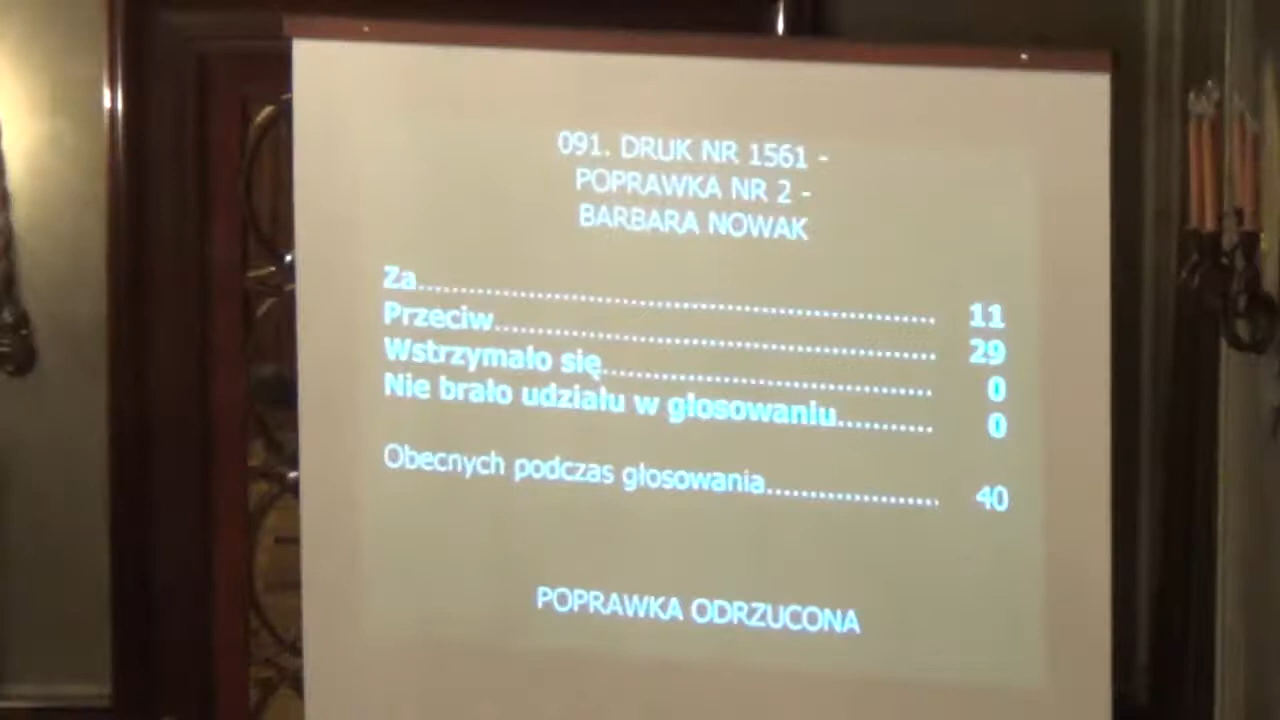 091. DRUK NR 1561 -
POPRAWKA NR 2 -
BARBARA NOWAK
Za.......................................................... 11
Przeciw................................................. 29
Wstrzymało się..................................... 0
Nie brało udziału w głosowaniu.......... 0
Obecnych podczas głosowania................... 40
POPRAWKA ODRZUCONA